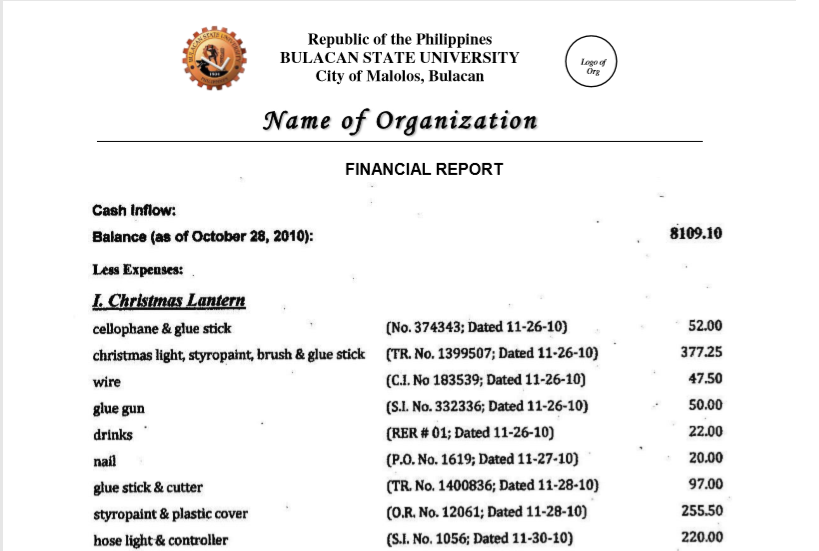 Republic of the Philippines
BULACAN STATE UNIVERSITY
City of Malolos, Bulacan
BULACAN STATE UNIVERSITY
1904
Logo of
Org
Name of Organization
FINANCIAL REPORT
Cash Inflow:
Balance (as of October 28, 2010): 8109.10
Less Expenses:
I. Christmas Lantern
cellophane & glue stick (No. 374343; Dated 11-26-10) 52.00
christmas light, styropaint, brush & glue stick (TR. No. 1399507; Dated 11-26-10) 377.25
wire (C.I. No 183539; Dated 11-26-10) 47.50
glue gun (S.I. No. 332336; Dated 11-26-10) 50.00
drinks (RER # 01; Dated 11-26-10) 22.00
nail (P.O. No. 1619; Dated 11-27-10) 20.00
glue stick & cutter (TR. No. 1400836; Dated 11-28-10) 97.00
styropaint & plastic cover (O.R. No. 12061; Dated 11-28-10) 255.50
hose light & controller (S.I. No. 1056; Dated 11-30-10) 220.00